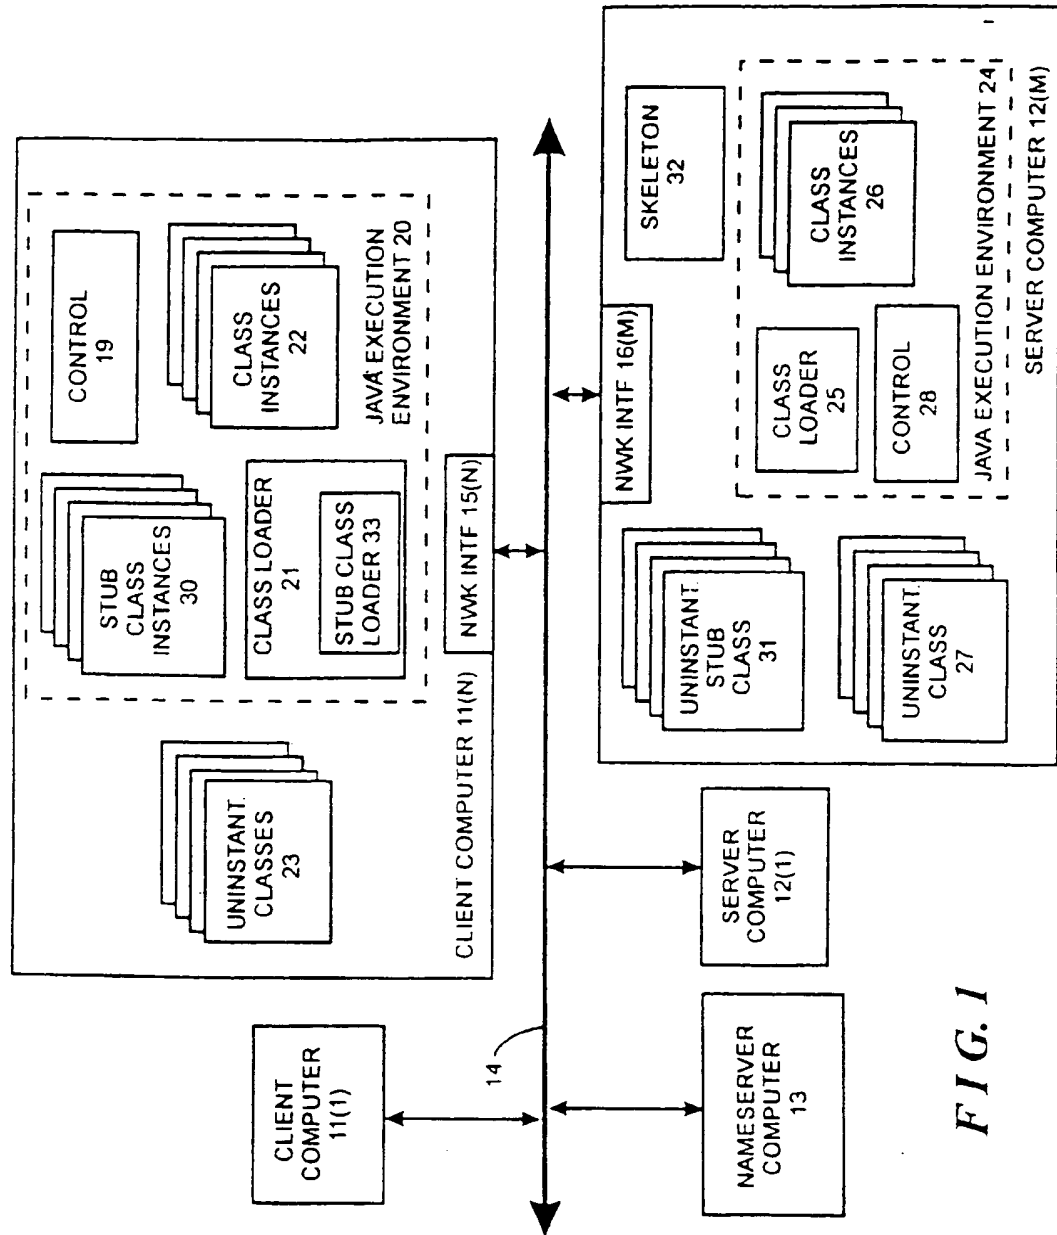 CLIENT
COMPUTER
11(1)
UNINSTANT.
CLASSES
23
CLIENT COMPUTER 11(N)
STUB
CLASS
INSTANCES
30
CONTROL
19
CLASS LOADER
21
STUB CLASS
LOADER 33
CLASS
INSTANCES
22
JAVA EXECUTION
ENVIRONMENT 20
NWK INTF 15(N)
14
NAMESERVER
COMPUTER
13
SERVER
COMPUTER
12(1)
NWK INTF 16(M)
UNINSTANT.
STUB
CLASS
31
UNINSTANT.
CLASS
27
SKELETON
32
CLASS
LOADER
25
CLASS
INSTANCES
26
CONTROL
28
JAVA EXECUTION ENVIRONMENT 24
SERVER COMPUTER 12(M)
FIG. 1